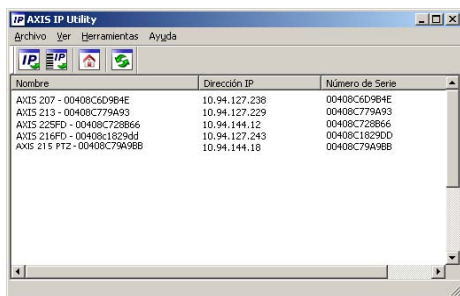 AXIS IP Utility
Archivo Ver Herramientas Ayuda
IP IP
Nombre Dirección IP Número de Serie
AXIS 207 - 00408C6D9B4E 10.94.127.238 00408C6D9B4E
AXIS 213 - 00408C779A93 10.94.127.229 00408C779A93
AXIS 225FD - 00408C728B66 10.94.144.12 00408C728B66
AXIS 216FD - 00408c1829dd 10.94.127.243 00408C1829DD
AXIS 215 PTZ - 00408C79A9BB 10.94.144.18 00408C79A9BB